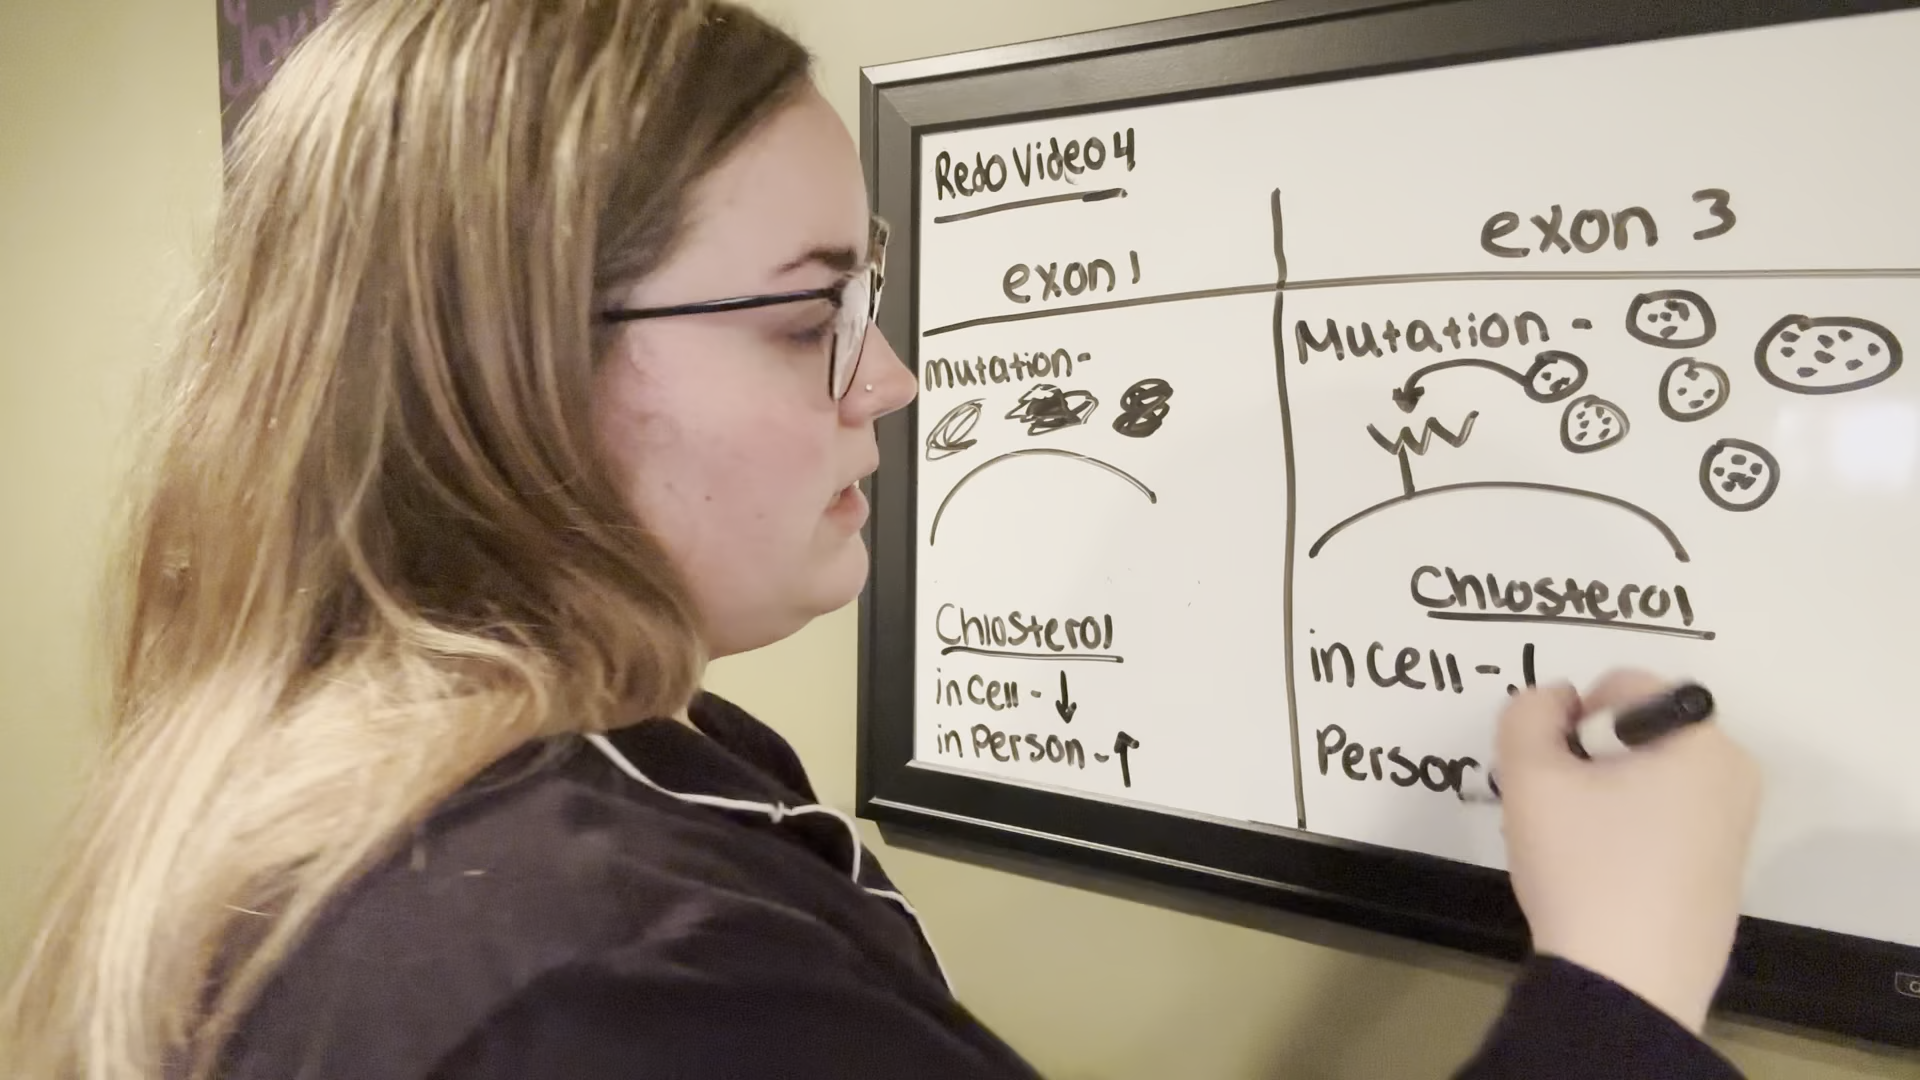 Redo Video 4
exon 1
mutation-
Chlosterol
in Cell - ↓
in Person - ↑
exon 3
Mutation -
Chlosterol
in Cell - ↓